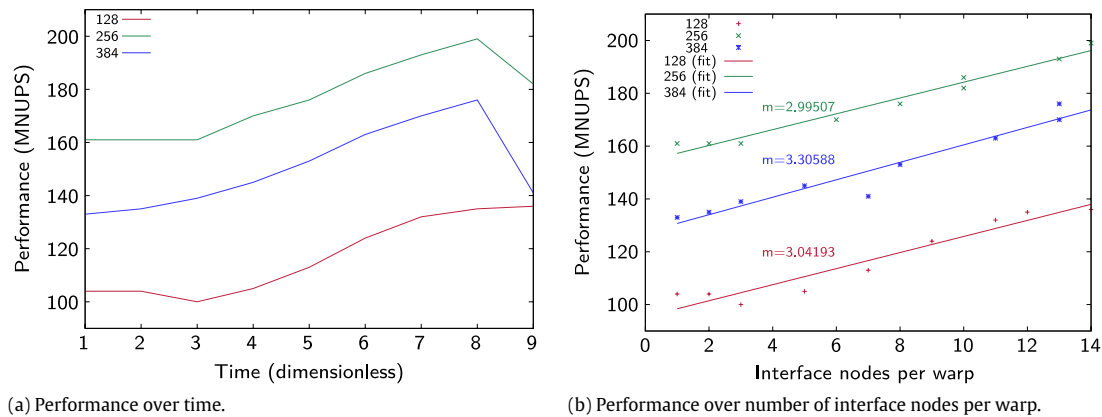 128
256
384
200
180
160
140
120
100
Performance (MNUPS)
1 2 3 4 5 6 7 8 9
Time (dimensionless)
(a) Performance over time.
128
256
384
128 (fit)
256 (fit)
384 (fit)
200
180
160
140
120
100
Performance (MNUPS)
m=2.99507
m=3.30588
m=3.04193
0 2 4 6 8 10 12 14
Interface nodes per warp
(b) Performance over number of interface nodes per warp.